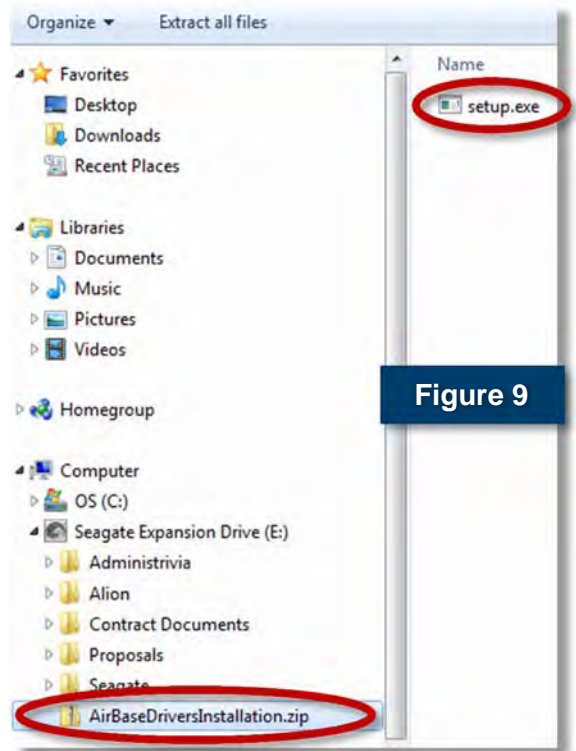 Organize Extract all files
Favorites
Desktop
Downloads
Recent Places
Libraries
Documents
Music
Pictures
Videos
Homegroup
Computer
OS (C:)
Seagate Expansion Drive (E:)
Administrivia
Alion
Contract Documents
Proposals
Seagate
AirBaseDriversInstallation.zip
Name
setup.exe
Figure 9